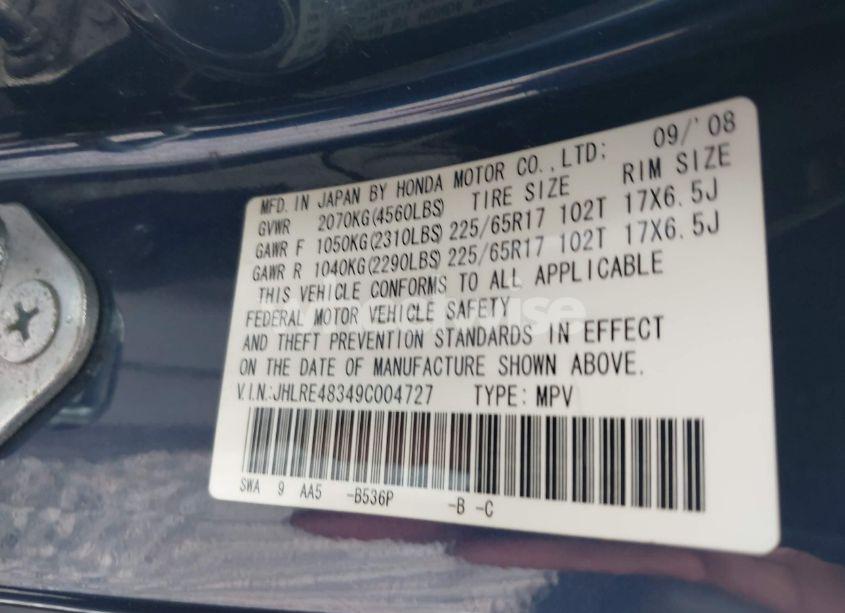 MFD. IN JAPAN BY HONDA MOTOR CO., LTD: 09/'08
GVWR 2070KG(4560LBS) TIRE SIZE RIM SIZE
GAWR F 1050KG(2310LBS) 225/65R17 102T 17X6.5J
GAWR R 1040KG(2290LBS) 225/65R17 102T 17X6.5J
THIS VEHICLE CONFORMS TO ALL APPLICABLE
FEDERAL MOTOR VEHICLE SAFETY
AND THEFT PREVENTION STANDARDS IN EFFECT
ON THE DATE OF MANUFACTURE SHOWN ABOVE.
V.I.N.:JHLRE48349C004727 TYPE: MPV
SWA 9 AA5 -B536P -B -C